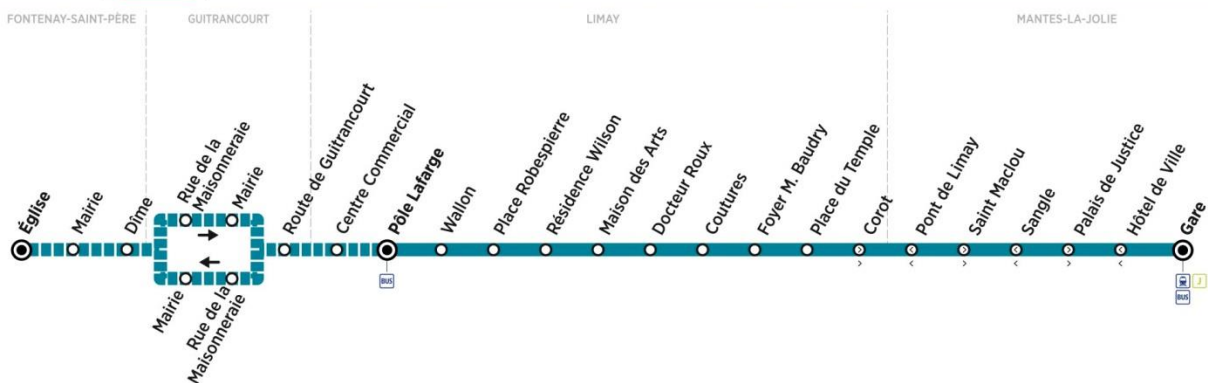 FONTENAY-SAINT-PÈRE
GUITRANCOURT
LIMAY
MANTES-LA-JOLIE
Église
Mairie
Dîme
Rue de la
Maisonneraie
Mairie
Mairie
Rue de la
Maisonneraie
Route de Guitrancourt
Centre Commercial
Pôle Lafarge
BUS
Wallon
Place Robespierre
Résidence Wilson
Maison des Arts
Docteur Roux
Coutures
Foyer M. Baudry
Place du Temple
Corot
Pont de Limay
Saint Maclou
Sangle
Palais de Justice
Hôtel de Ville
Gare
J
BUS